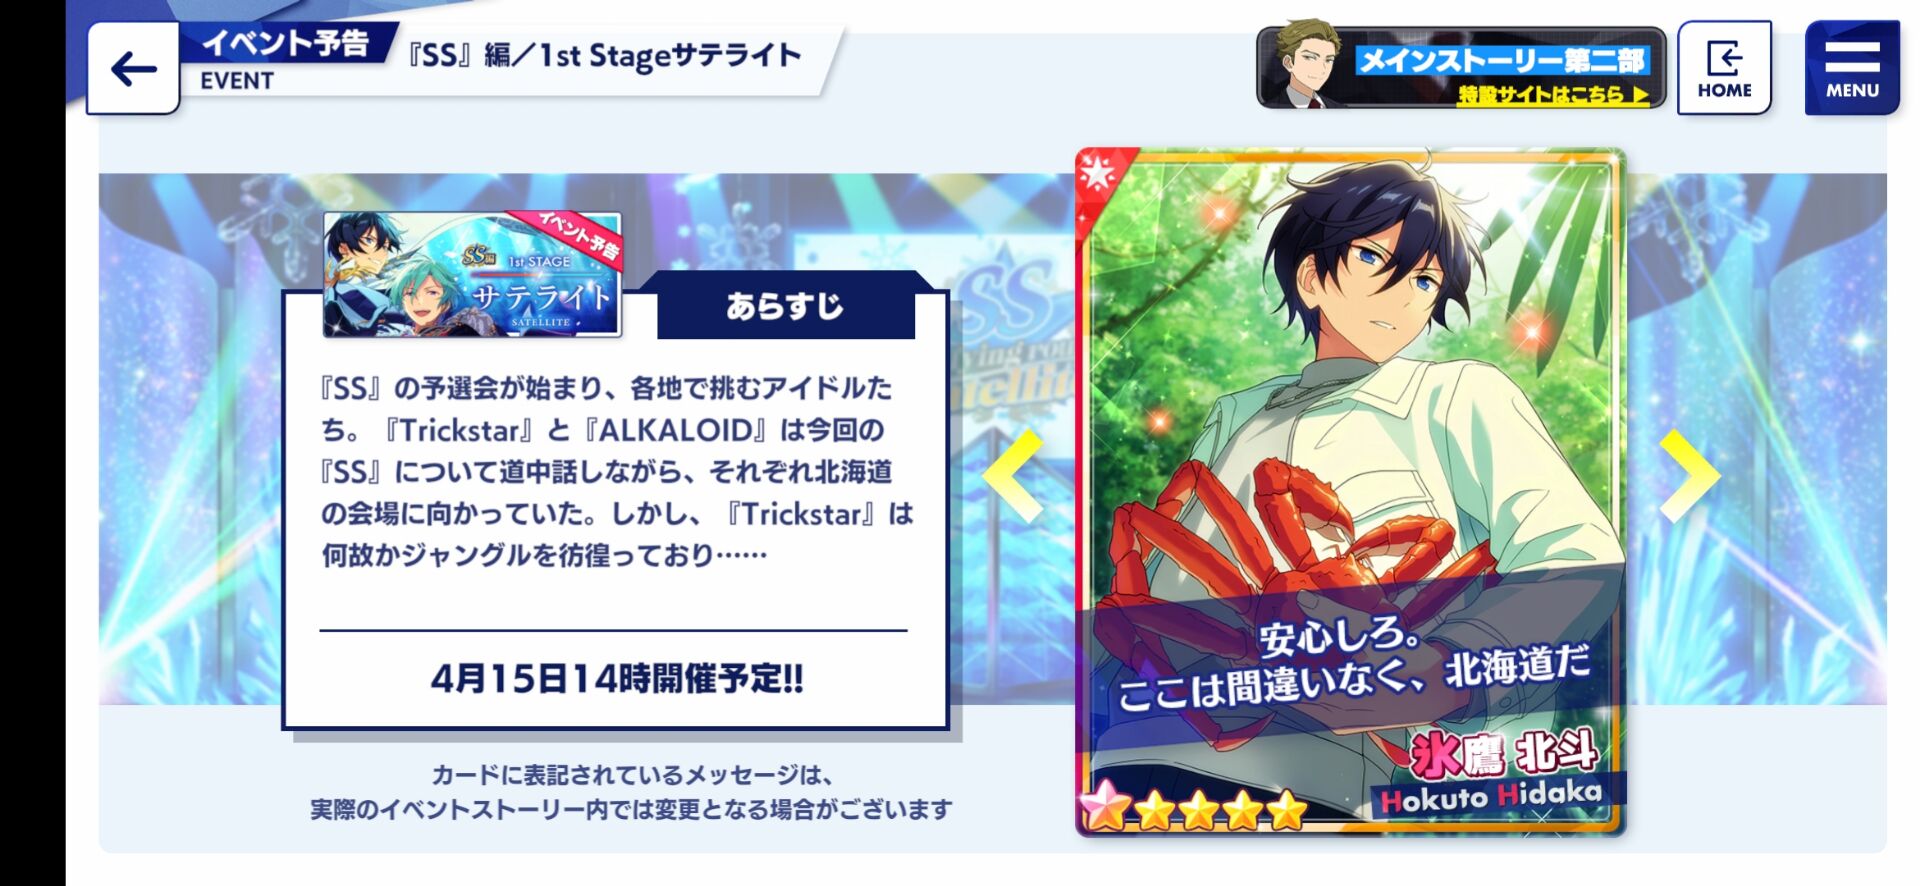 イベント予告
EVENT
『SS』編／1st Stageサテライト
メインストーリー第二部
特設サイトはこちら ▶
HOME
MENU
イベント予告
SS編 1st STAGE
サテライト
SATELLITE
あらすじ
『SS』の予選会が始まり、各地で挑むアイドルた
ち。『Trickstar』と『ALKALOID』は今回の
『SS』について道中話しながら、それぞれ北海道
の会場に向かっていた。しかし、『Trickstar』は
何故かジャングルを彷徨っており……
4月15日14時開催予定!!
カードに表記されているメッセージは、
実際のイベントストーリー内では変更となる場合がございます
SS
安心しろ。
ここは間違いなく、北海道だ
氷鷹 北斗
Hokuto Hidaka